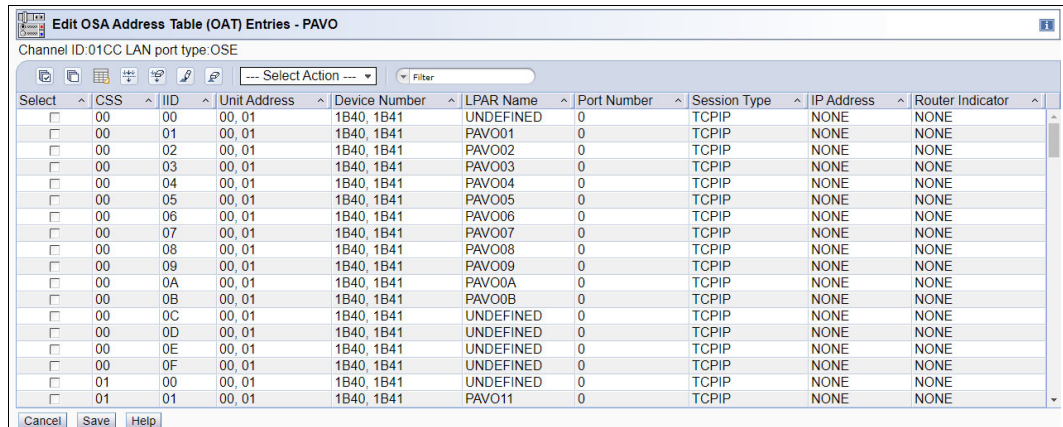 Edit OSA Address Table (OAT) Entries - PAVO
Channel ID:01CC LAN port type:OSE
--- Select Action --- Filter
Select CSS IID Unit Address Device Number LPAR Name Port Number Session Type IP Address Router Indicator
00 00 00, 01 1B40, 1B41 UNDEFINED 0 TCPIP NONE NONE
00 01 00, 01 1B40, 1B41 PAVO01 0 TCPIP NONE NONE
00 02 00, 01 1B40, 1B41 PAVO02 0 TCPIP NONE NONE
00 03 00, 01 1B40, 1B41 PAVO03 0 TCPIP NONE NONE
00 04 00, 01 1B40, 1B41 PAVO04 0 TCPIP NONE NONE
00 05 00, 01 1B40, 1B41 PAVO05 0 TCPIP NONE NONE
00 06 00, 01 1B40, 1B41 PAVO06 0 TCPIP NONE NONE
00 07 00, 01 1B40, 1B41 PAVO07 0 TCPIP NONE NONE
00 08 00, 01 1B40, 1B41 PAVO08 0 TCPIP NONE NONE
00 09 00, 01 1B40, 1B41 PAVO09 0 TCPIP NONE NONE
00 0A 00, 01 1B40, 1B41 PAVO0A 0 TCPIP NONE NONE
00 0B 00, 01 1B40, 1B41 PAVO0B 0 TCPIP NONE NONE
00 0C 00, 01 1B40, 1B41 UNDEFINED 0 TCPIP NONE NONE
00 0D 00, 01 1B40, 1B41 UNDEFINED 0 TCPIP NONE NONE
00 0E 00, 01 1B40, 1B41 UNDEFINED 0 TCPIP NONE NONE
00 0F 00, 01 1B40, 1B41 UNDEFINED 0 TCPIP NONE NONE
01 00 00, 01 1B40, 1B41 UNDEFINED 0 TCPIP NONE NONE
01 01 00, 01 1B40, 1B41 PAVO11 0 TCPIP NONE NONE
Cancel Save Help